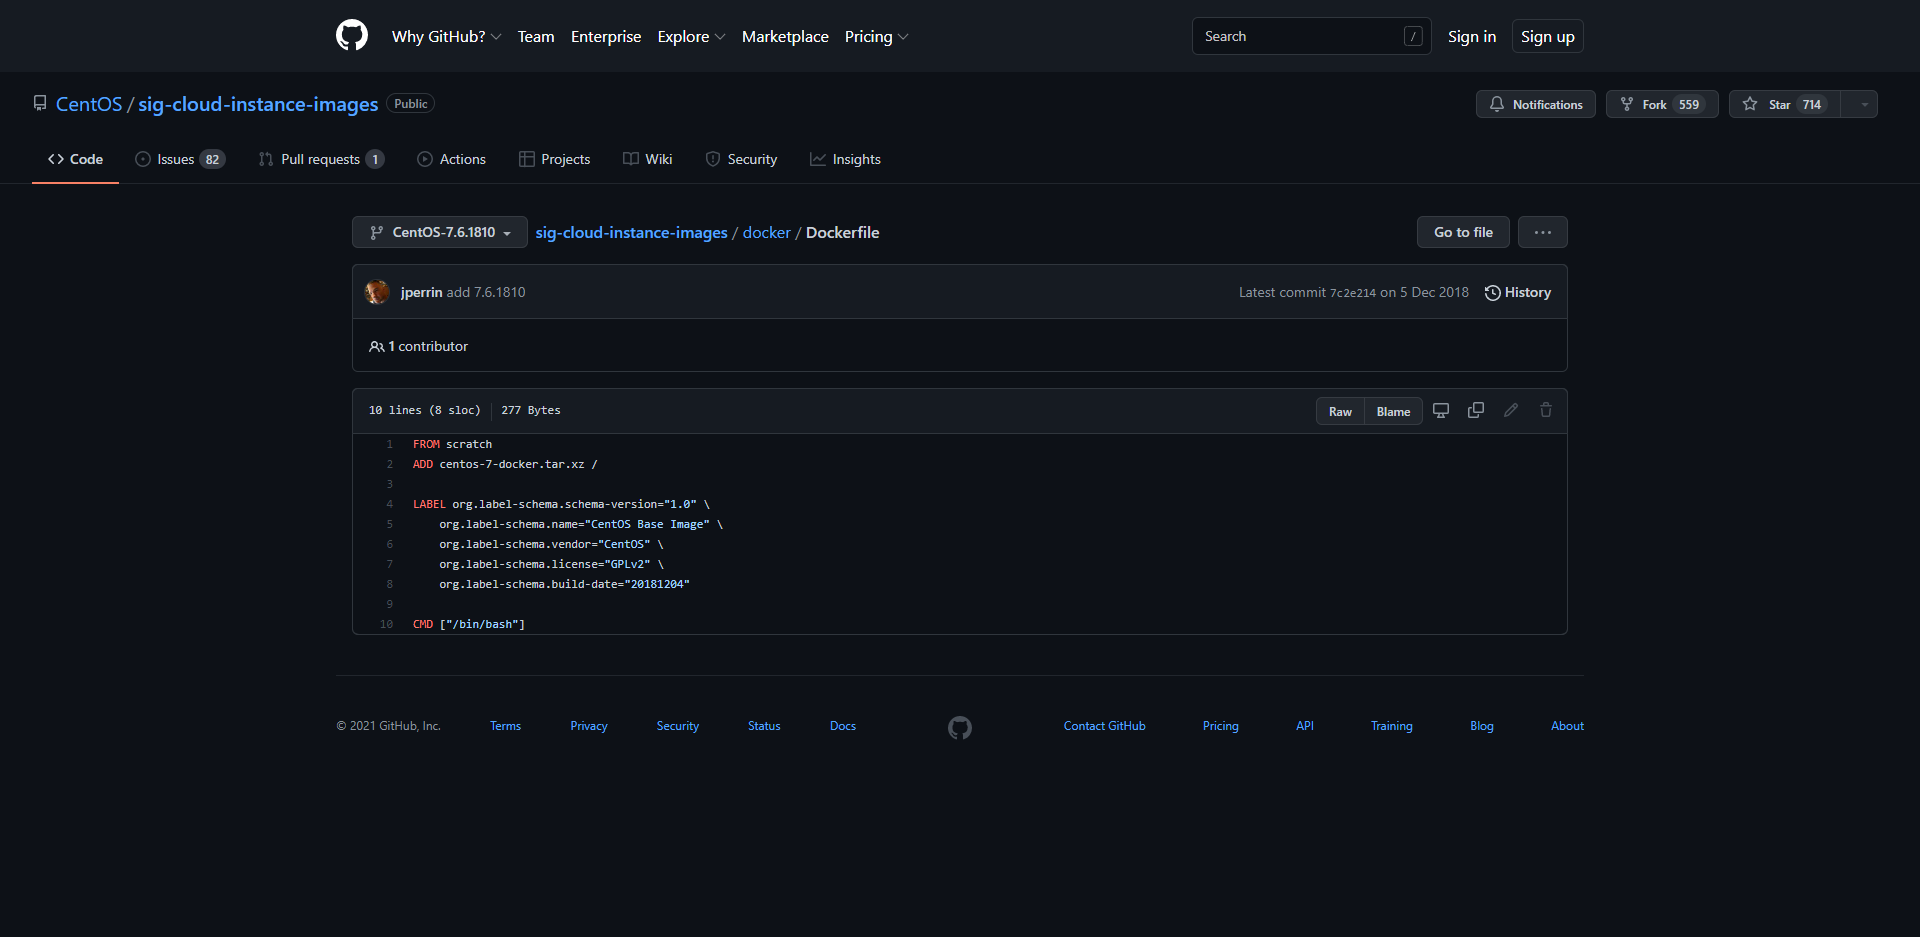 Why GitHub? Team Enterprise Explore Marketplace Pricing Search / Sign in Sign up
CentOS / sig-cloud-instance-images Public Notifications Fork 559 Star 714
Code Issues 82 Pull requests 1 Actions Projects Wiki Security Insights
CentOS-7.6.1810 sig-cloud-instance-images / docker / Dockerfile Go to file ...
jperrin add 7.6.1810 Latest commit 7c2e214 on 5 Dec 2018 History
1 contributor
10 lines (8 sloc) 277 Bytes Raw Blame
1 FROM scratch
2 ADD centos-7-docker.tar.xz /
3
4 LABEL org.label-schema.schema-version="1.0" \
5 org.label-schema.name="CentOS Base Image" \
6 org.label-schema.vendor="CentOS" \
7 org.label-schema.license="GPLv2" \
8 org.label-schema.build-date="20181204"
9
10 CMD ["/bin/bash"]
© 2021 GitHub, Inc. Terms Privacy Security Status Docs Contact GitHub Pricing API Training Blog About